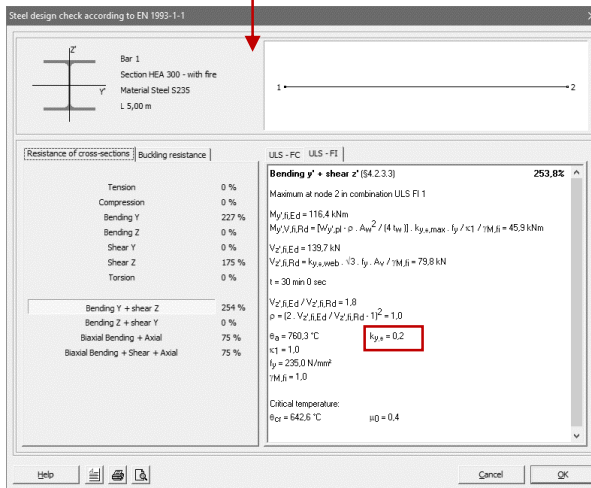 Steel design check according to EN 1993-1-1
Z'
Y'
Bar 1
Section HEA 300 - with fire
Material Steel S235
L 5,00 m
1
2
Resistance of cross-sections
Buckling resistance
Tension 0 %
Compression 0 %
Bending Y 227 %
Bending Z 0 %
Shear Y 0 %
Shear Z 175 %
Torsion 0 %
Bending Y + shear Z 254 %
Bending Z + shear Y 0 %
Biaxial Bending + Axial 75 %
Biaxial Bending + Shear + Axial 75 %
ULS - FC ULS - FI
Bending y' + shear z' (§4.2.3.3) 253,8%
Maximum at node 2 in combination ULS FI 1
My',fi,Ed = 116,4 kNm
My',V,fi,Rd = [Wy',pl - ρ . Aw² / (4 tw )] . ky,θ,max . fy / κ1 / γM,fi = 45,9 kNm
Vz',fi,Ed = 139,7 kN
Vz',fi,Rd = ky,θ,web . √3 . fy . Av / γM,fi = 79,8 kN
t = 30 min 0 sec
Vz',fi,Ed / Vz',fi,Rd = 1,8
ρ = (2 . Vz',fi,Ed / Vz',fi,Rd - 1)² = 1,0
θa = 760,3 °C ky,θ = 0,2
κ1 = 1,0
fy = 235,0 N/mm²
γM,fi = 1,0
Critical temperature:
θcr = 642,6 °C μ0 = 0,4
Help
Cancel
OK